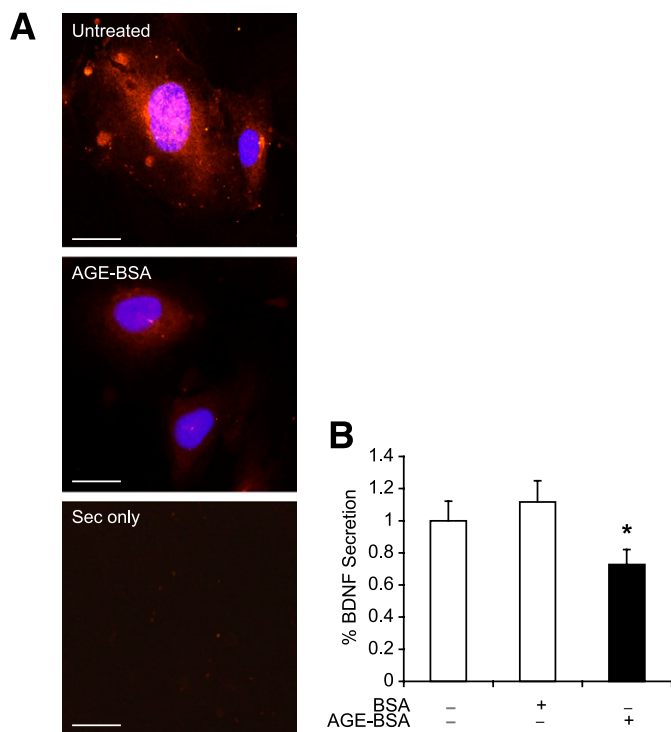 A
Untreated
AGE-BSA
Sec only
B
% BDNF Secretion
1.4
1.2
1
0.8
0.6
0.4
0.2
0
*
BSA – + –
AGE-BSA – – +